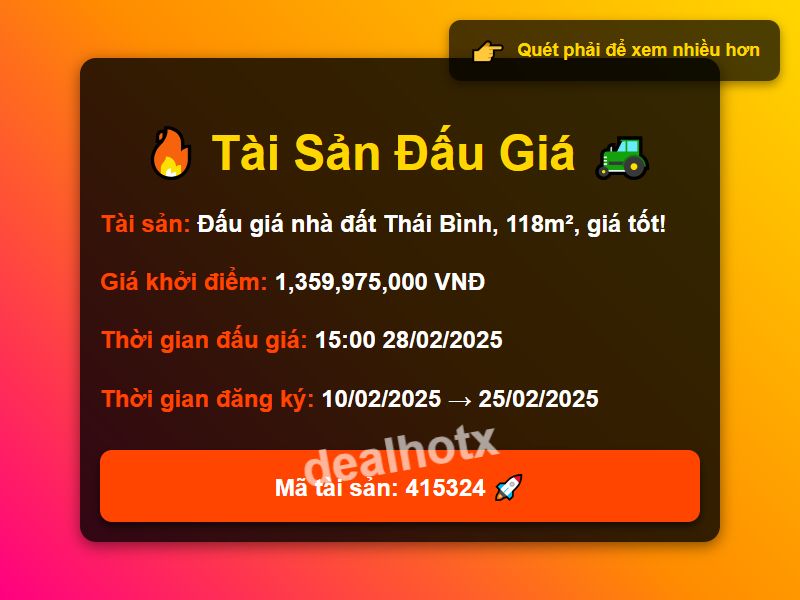 Quét phải để xem nhiều hơn
Tài Sản Đấu Giá
Tài sản: Đấu giá nhà đất Thái Bình, 118m², giá tốt!
Giá khởi điểm: 1,359,975,000 VNĐ
Thời gian đấu giá: 15:00 28/02/2025
Thời gian đăng ký: 10/02/2025 → 25/02/2025
dealhotx
Mã tài sản: 415324